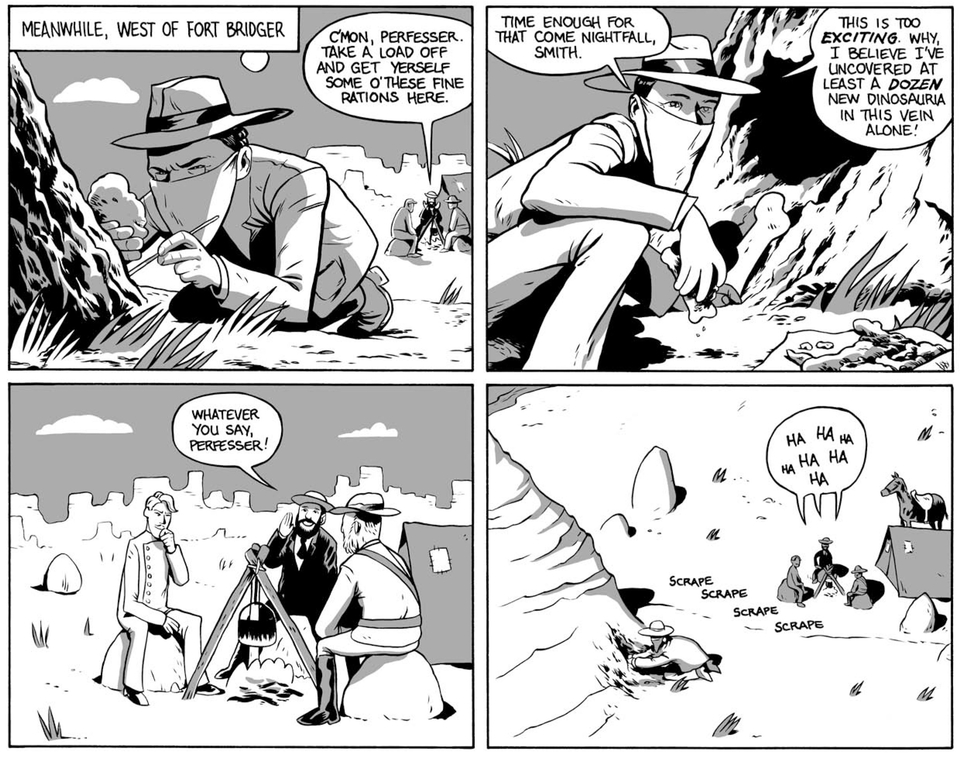 MEANWHILE, WEST OF FORT BRIDGER
C'MON, PERFESSER.
TAKE A LOAD OFF
AND GET YERSELF
SOME O'THESE FINE
RATIONS HERE.
TIME ENOUGH FOR
THAT COME NIGHTFALL,
SMITH.
THIS IS TOO
EXCITING. WHY,
I BELIEVE I'VE
UNCOVERED AT
LEAST A DOZEN
NEW DINOSAURIA
IN THIS VEIN
ALONE!
WHATEVER
YOU SAY,
PERFESSER!
HA HA HA
HA HA HA
HA
SCRAPE
SCRAPE
SCRAPE
SCRAPE